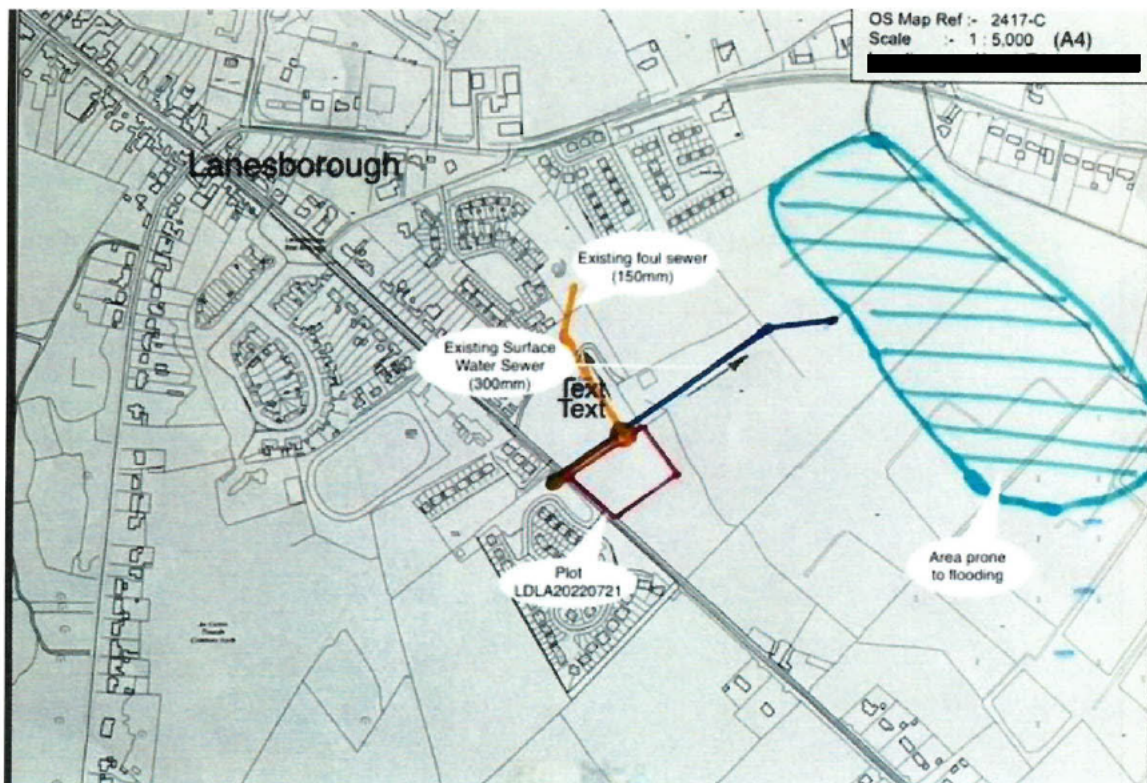 OS Map Ref :- 2417-C
Scale :- 1 : 5,000 (A4)
Lanesborough
Existing foul sewer
(150mm)
Existing Surface
Water Sewer
(300mm)
Text
Text
Plot
LDLA20220721
Area prone
to flooding